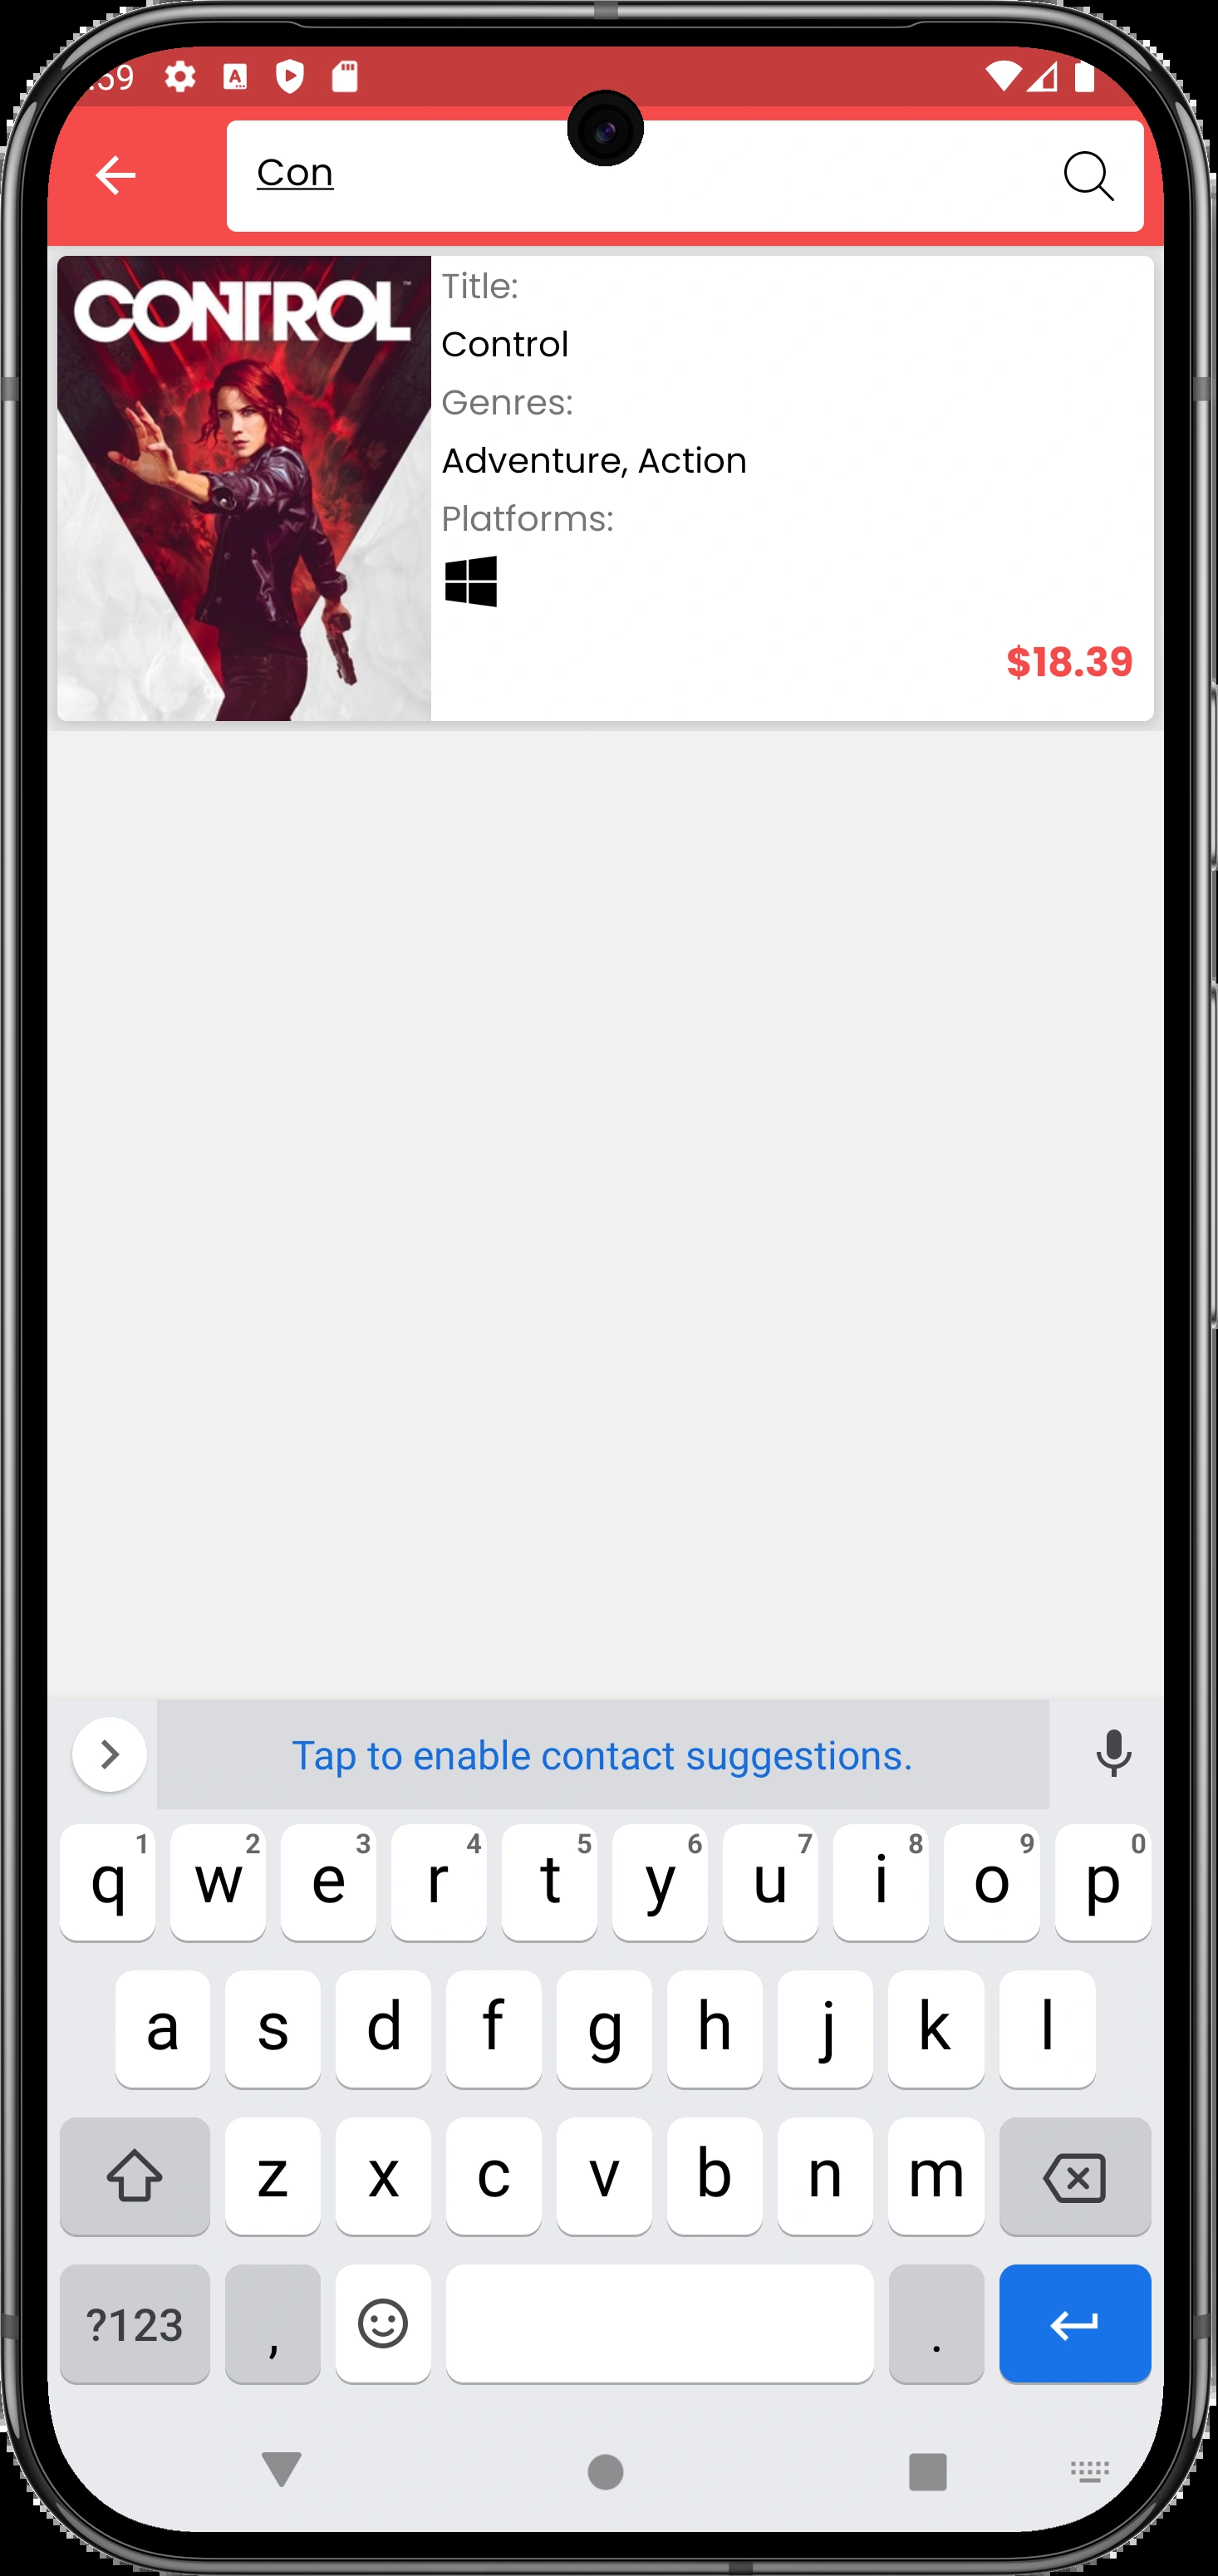 :59
Con
CONTROL™
Title:
Control
Genres:
Adventure, Action
Platforms:
$18.39
Tap to enable contact suggestions.
1 2 3 4 5 6 7 8 9 0
q w e r t y u i o p
a s d f g h j k l
z x c v b n m
?123 , .